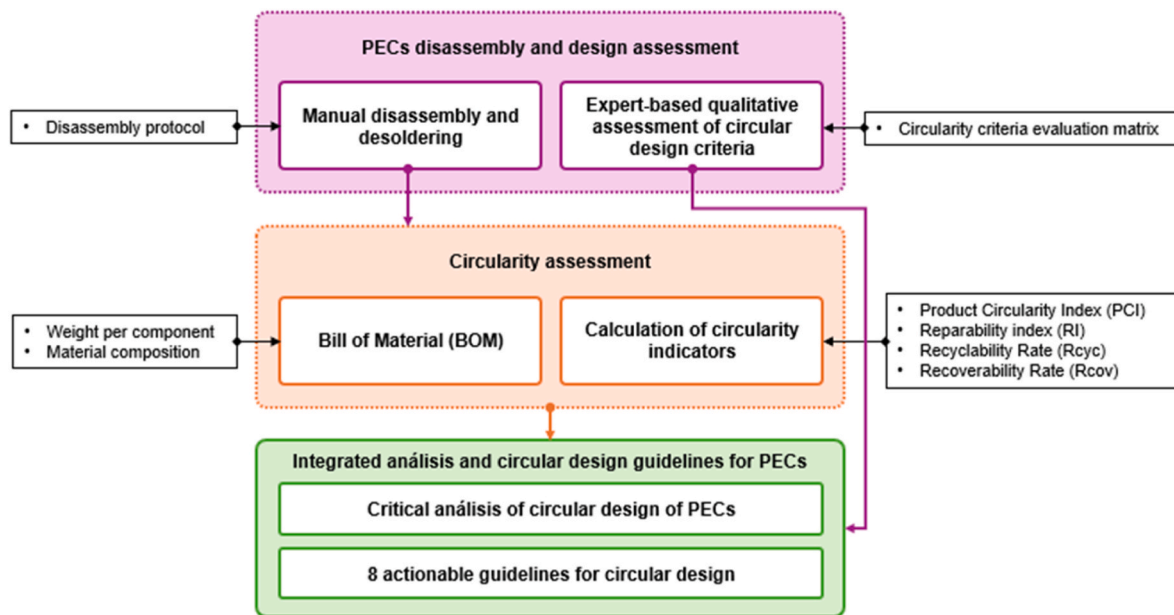 PECs disassembly and design assessment
• Disassembly protocol
Manual disassembly and
desoldering
Expert-based qualitative
assessment of circular
design criteria
• Circularity criteria evaluation matrix
Circularity assessment
• Weight per component
• Material composition
Bill of Material (BOM)
Calculation of circularity
indicators
• Product Circularity Index (PCI)
• Reparability index (RI)
• Recyclability Rate (Rcyc)
• Recoverability Rate (Rcov)
Integrated análisis and circular design guidelines for PECs
Critical análisis of circular design of PECs
8 actionable guidelines for circular design